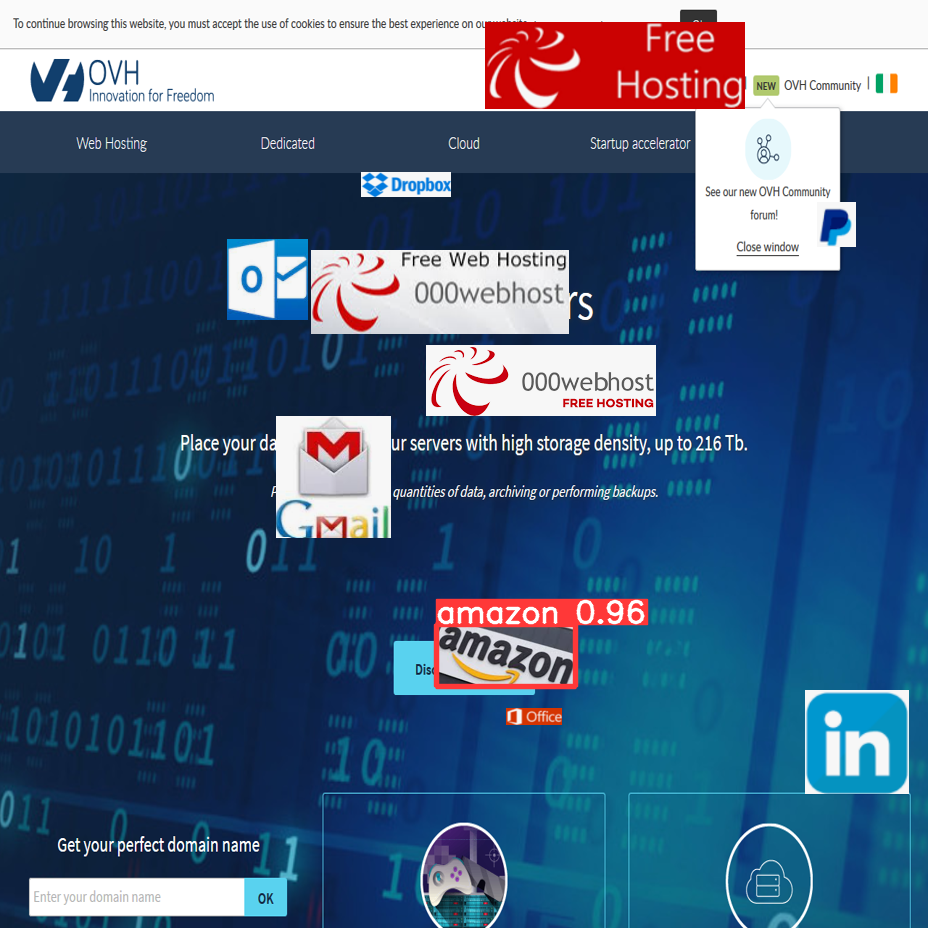 To continue browsing this website, you must accept the use of cookies to ensure the best experience on our website.
Free
Hosting
OVH
Innovation for Freedom
NEW OVH Community
Web Hosting
Dedicated
Cloud
Startup accelerator
See our new OVH Community
forum!
Close window
Dropbox
Free Web Hosting
000webhost
rs
000webhost
FREE HOSTING
Place your da ur servers with high storage density, up to 216 Tb.
quantities of data, archiving or performing backups.
GMail
amazon 0.96
amazon
Disc
Office
in
Get your perfect domain name
Enter your domain name
OK